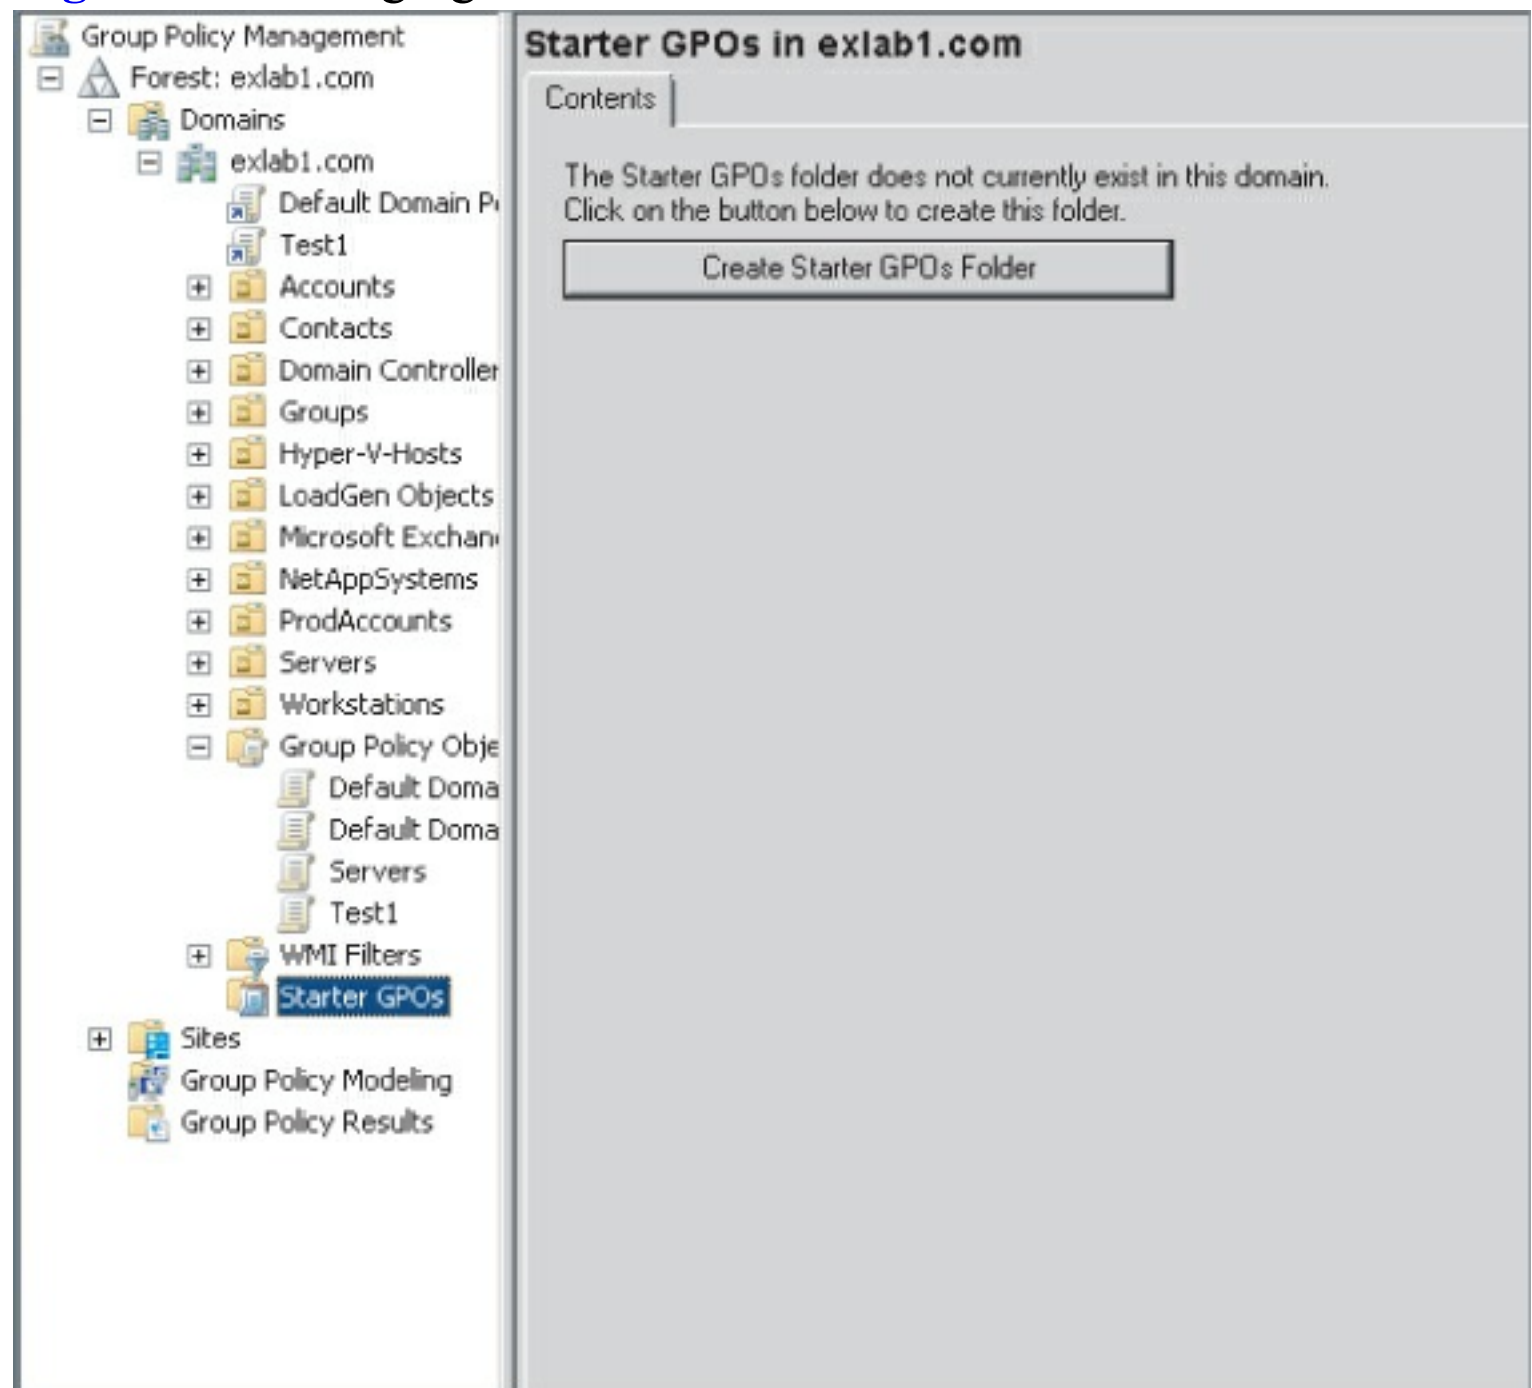 Group Policy Management
Forest: exlab1.com
Domains
exlab1.com
Default Domain P
Test1
Accounts
Contacts
Domain Controller
Groups
Hyper-V-Hosts
LoadGen Objects
Microsoft Exchan
NetAppSystems
ProdAccounts
Servers
Workstations
Group Policy Obje
Default Doma
Default Doma
Servers
Test1
WMI Filters
Starter GPOs
Sites
Group Policy Modeling
Group Policy Results
Starter GPOs in exlab1.com
Contents
The Starter GPOs folder does not currently exist in this domain.
Click on the button below to create this folder.
Create Starter GPOs Folder